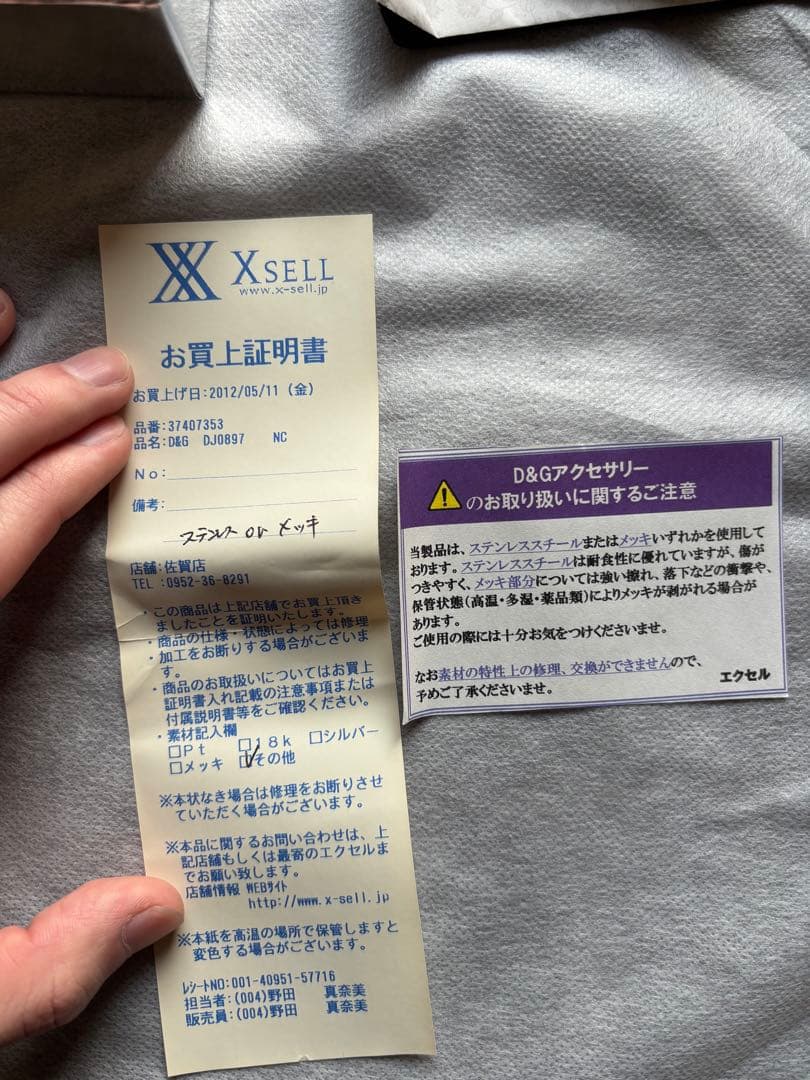 XSELL
www.x-sell.jp
お買上証明書
お買上げ日:2012/05/11 (金)
品番:37407353
品名:D&G DJ0897 NC
No:
備考:
ステンレス or メッキ
店舗:佐賀店
TEL :0952-36-8291
・この商品は上記店舗でお買上頂き
ましたことを証明いたします。
・商品の仕様・状態によっては修理
・加工をお断りする場合がございま
す。
・商品のお取扱いについてはお買上
証明書入れ記載の注意事項または
付属説明書等をご確認ください。
・素材記入欄
□Pt □18k □シルバー
□メッキ ☑その他
※本状なき場合は修理をお断りさせ
ていただく場合がございます。
※本品に関するお問い合わせは、上
記店舗もしくは最寄のエクセルま
でお願い致します。
店舗情報 WEBｻｲﾄ
http://www.x-sell.jp
※本紙を高温の場所で保管しますと
変色する場合がございます。
ﾚｼｰﾄNO:001-40951-57716
担当者:(004)野田 真奈美
販売員:(004)野田 真奈美
D&Gアクセサリー
のお取り扱いに関するご注意
当製品は、ステンレススチールまたはメッキいずれかを使用して
おります。ステンレススチールは耐食性に優れていますが、傷が
つきやすく、メッキ部分については強い擦れ、落下などの衝撃や、
保管状態(高温・多湿・薬品類)によりメッキが剥がれる場合が
あります。
ご使用の際には十分お気をつけくださいませ。
なお素材の特性上の修理、交換ができませんので、
予めご了承くださいませ。
エクセル